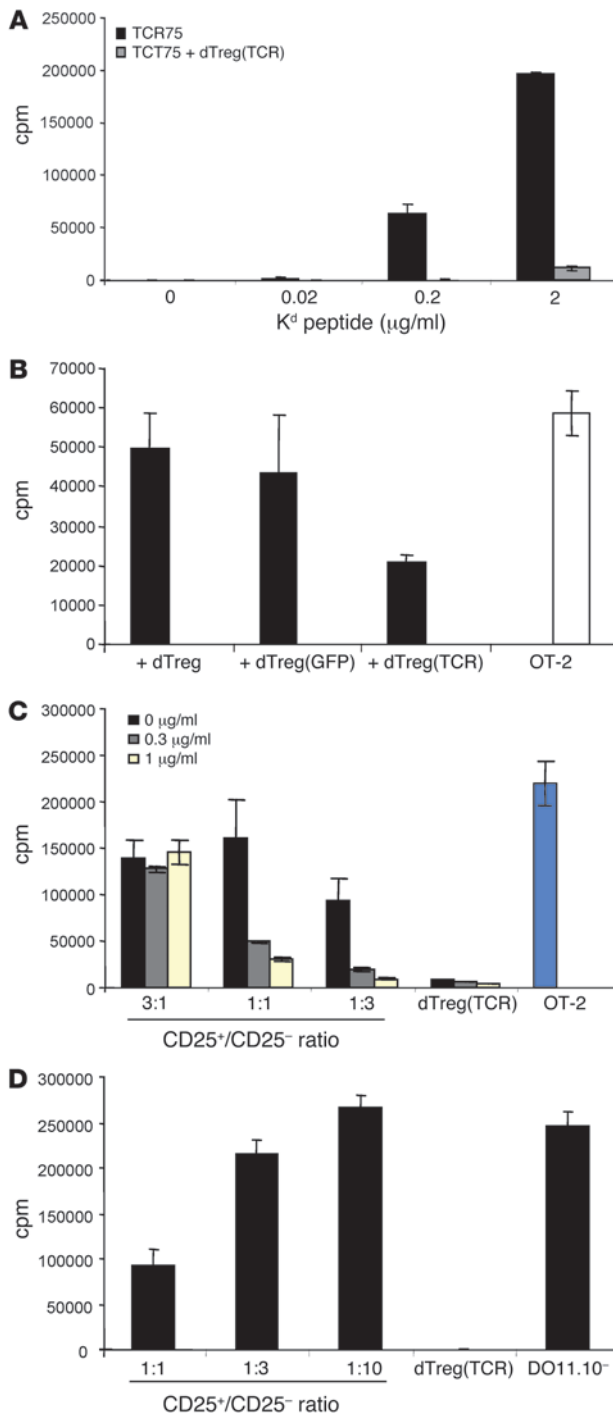 A
TCR75
TCT75 + dTreg(TCR)
cpm
250000
200000
150000
100000
50000
0
0 0.02 0.2 2
Kᵈ peptide (μg/ml)
B
cpm
70000
60000
50000
40000
30000
20000
10000
0
+ dTreg + dTreg(GFP) + dTreg(TCR) OT-2
C
0 μg/ml
0.3 μg/ml
1 μg/ml
cpm
300000
250000
200000
150000
100000
50000
0
3:1 1:1 1:3 dTreg(TCR) OT-2
CD25⁺/CD25⁻ ratio
D
cpm
300000
250000
200000
150000
100000
50000
0
1:1 1:3 1:10 dTreg(TCR) DO11.10⁻
CD25⁺/CD25⁻ ratio